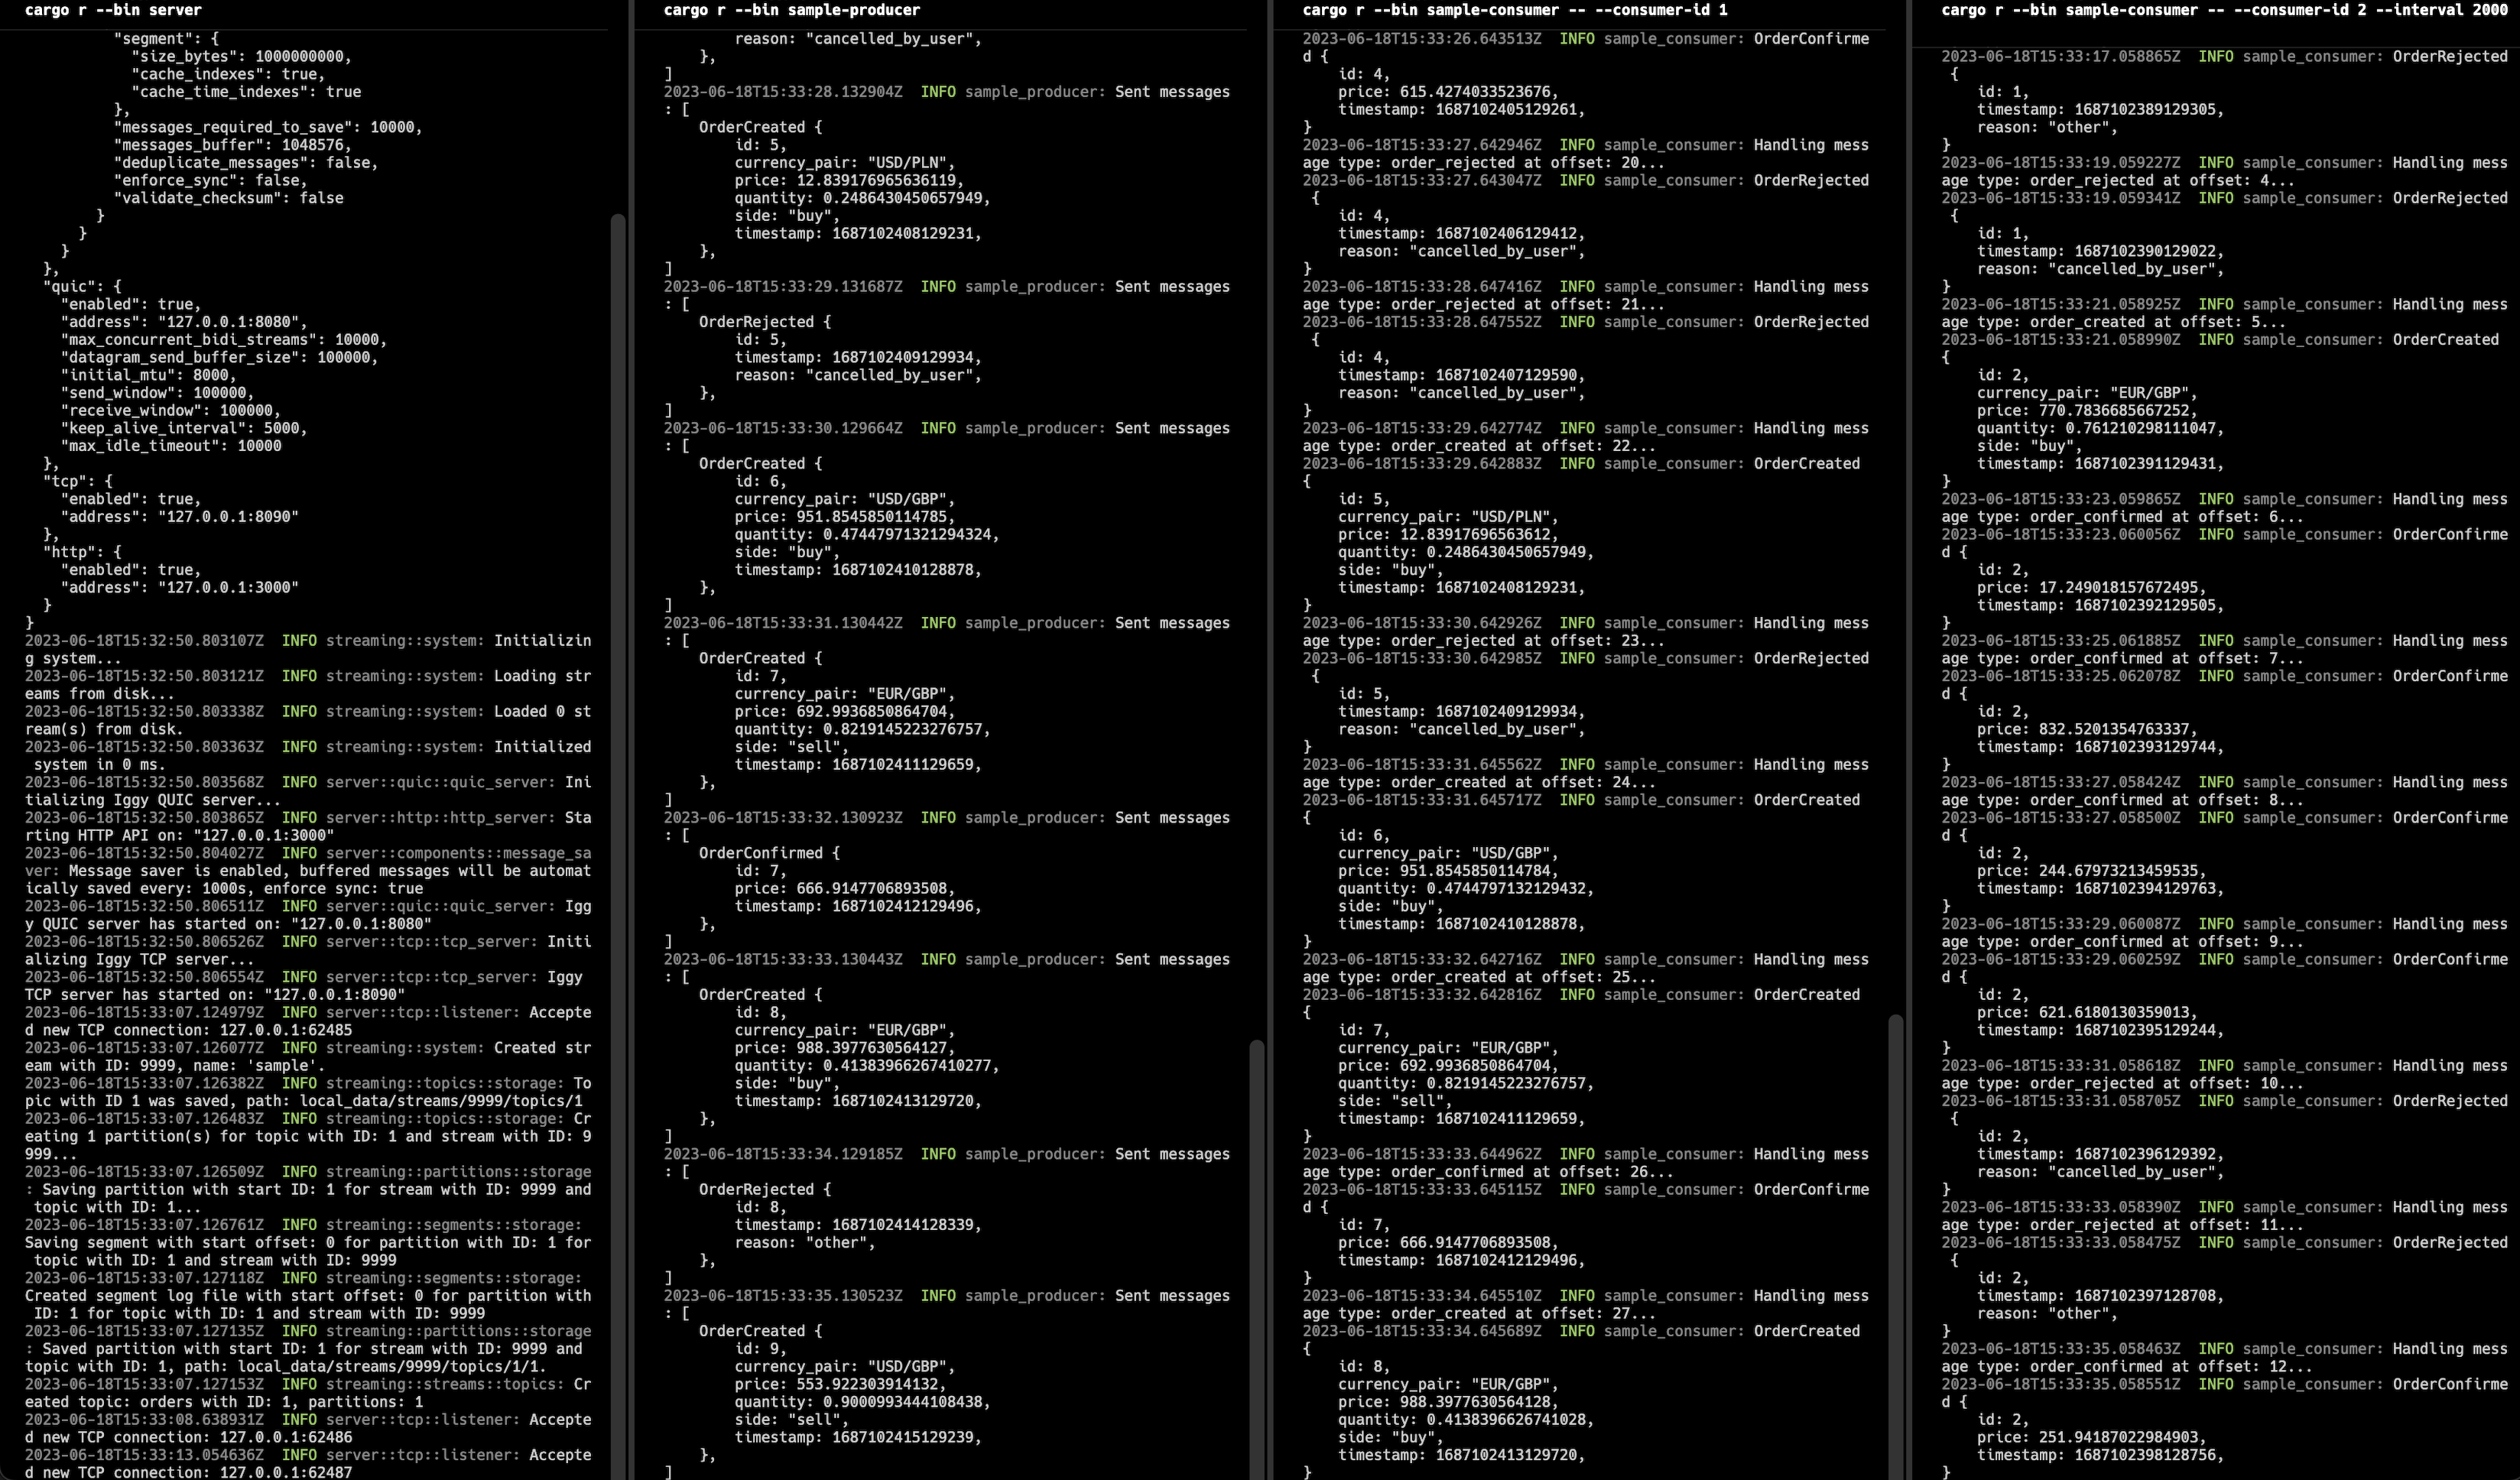 cargo r --bin server
            "segment": {
              "size_bytes": 1000000000,
              "cache_indexes": true,
              "cache_time_indexes": true
            },
            "messages_required_to_save": 10000,
            "messages_buffer": 1048576,
            "deduplicate_messages": false,
            "enforce_sync": false,
            "validate_checksum": false
          }
        }
      }
    },
    "quic": {
      "enabled": true,
      "address": "127.0.0.1:8080",
      "max_concurrent_bidi_streams": 10000,
      "datagram_send_buffer_size": 100000,
      "initial_mtu": 8000,
      "send_window": 100000,
      "receive_window": 100000,
      "keep_alive_interval": 5000,
      "max_idle_timeout": 10000
    },
    "tcp": {
      "enabled": true,
      "address": "127.0.0.1:8090"
    },
    "http": {
      "enabled": true,
      "address": "127.0.0.1:3000"
    }
}
2023-06-18T15:32:50.803107Z  INFO streaming::system: Initializin
g system...
2023-06-18T15:32:50.803121Z  INFO streaming::system: Loading str
eams from disk...
2023-06-18T15:32:50.803338Z  INFO streaming::system: Loaded 0 st
ream(s) from disk.
2023-06-18T15:32:50.803363Z  INFO streaming::system: Initialized
 system in 0 ms.
2023-06-18T15:32:50.803568Z  INFO server::quic::quic_server: Ini
tializing Iggy QUIC server...
2023-06-18T15:32:50.803865Z  INFO server::http::http_server: Sta
rting HTTP API on: "127.0.0.1:3000"
2023-06-18T15:32:50.804027Z  INFO server::components::message_sa
ver: Message saver is enabled, buffered messages will be automat
ically saved every: 1000s, enforce sync: true
2023-06-18T15:32:50.806511Z  INFO server::quic::quic_server: Igg
y QUIC server has started on: "127.0.0.1:8080"
2023-06-18T15:32:50.806526Z  INFO server::tcp::tcp_server: Initi
alizing Iggy TCP server...
2023-06-18T15:32:50.806554Z  INFO server::tcp::tcp_server: Iggy
TCP server has started on: "127.0.0.1:8090"
2023-06-18T15:33:07.124979Z  INFO server::tcp::listener: Accepte
d new TCP connection: 127.0.0.1:62485
2023-06-18T15:33:07.126077Z  INFO streaming::system: Created str
eam with ID: 9999, name: 'sample'.
2023-06-18T15:33:07.126382Z  INFO streaming::topics::storage: To
pic with ID 1 was saved, path: local_data/streams/9999/topics/1
2023-06-18T15:33:07.126483Z  INFO streaming::topics::storage: Cr
eating 1 partition(s) for topic with ID: 1 and stream with ID: 9
999...
2023-06-18T15:33:07.126509Z  INFO streaming::partitions::storage
: Saving partition with start ID: 1 for stream with ID: 9999 and
 topic with ID: 1...
2023-06-18T15:33:07.126761Z  INFO streaming::segments::storage:
Saving segment with start offset: 0 for partition with ID: 1 for
 topic with ID: 1 and stream with ID: 9999
2023-06-18T15:33:07.127118Z  INFO streaming::segments::storage:
Created segment log file with start offset: 0 for partition with
 ID: 1 for topic with ID: 1 and stream with ID: 9999
2023-06-18T15:33:07.127135Z  INFO streaming::partitions::storage
: Saved partition with start ID: 1 for stream with ID: 9999 and
topic with ID: 1, path: local_data/streams/9999/topics/1/1.
2023-06-18T15:33:07.127153Z  INFO streaming::streams::topics: Cr
eated topic: orders with ID: 1, partitions: 1
2023-06-18T15:33:08.638931Z  INFO server::tcp::listener: Accepte
d new TCP connection: 127.0.0.1:62486
2023-06-18T15:33:13.054636Z  INFO server::tcp::listener: Accepte
d new TCP connection: 127.0.0.1:62487
cargo r --bin sample-producer
        reason: "cancelled_by_user",
    },
]
2023-06-18T15:33:28.132904Z  INFO sample_producer: Sent messages
: [
    OrderCreated {
        id: 5,
        currency_pair: "USD/PLN",
        price: 12.839176965636119,
        quantity: 0.2486430450657949,
        side: "buy",
        timestamp: 1687102408129231,
    },
]
2023-06-18T15:33:29.131687Z  INFO sample_producer: Sent messages
: [
    OrderRejected {
        id: 5,
        timestamp: 1687102409129934,
        reason: "cancelled_by_user",
    },
]
2023-06-18T15:33:30.129664Z  INFO sample_producer: Sent messages
: [
    OrderCreated {
        id: 6,
        currency_pair: "USD/GBP",
        price: 951.8545850114785,
        quantity: 0.47447971321294324,
        side: "buy",
        timestamp: 1687102410128878,
    },
]
2023-06-18T15:33:31.130442Z  INFO sample_producer: Sent messages
: [
    OrderCreated {
        id: 7,
        currency_pair: "EUR/GBP",
        price: 692.9936850864704,
        quantity: 0.8219145223276757,
        side: "sell",
        timestamp: 1687102411129659,
    },
]
2023-06-18T15:33:32.130923Z  INFO sample_producer: Sent messages
: [
    OrderConfirmed {
        id: 7,
        price: 666.9147706893508,
        timestamp: 1687102412129496,
    },
]
2023-06-18T15:33:33.130443Z  INFO sample_producer: Sent messages
: [
    OrderCreated {
        id: 8,
        currency_pair: "EUR/GBP",
        price: 988.3977630564127,
        quantity: 0.41383966267410277,
        side: "buy",
        timestamp: 1687102413129720,
    },
]
2023-06-18T15:33:34.129185Z  INFO sample_producer: Sent messages
: [
    OrderRejected {
        id: 8,
        timestamp: 1687102414128339,
        reason: "other",
    },
]
2023-06-18T15:33:35.130523Z  INFO sample_producer: Sent messages
: [
    OrderCreated {
        id: 9,
        currency_pair: "USD/GBP",
        price: 553.922303914132,
        quantity: 0.9000993444108438,
        side: "sell",
        timestamp: 1687102415129239,
    },
]
cargo r --bin sample-consumer -- --consumer-id 1
2023-06-18T15:33:26.643513Z  INFO sample_consumer: OrderConfirme
d {
    id: 4,
    price: 615.4274033523676,
    timestamp: 1687102405129261,
}
2023-06-18T15:33:27.642946Z  INFO sample_consumer: Handling mess
age type: order_rejected at offset: 20...
2023-06-18T15:33:27.643047Z  INFO sample_consumer: OrderRejected
 {
    id: 4,
    timestamp: 1687102406129412,
    reason: "cancelled_by_user",
}
2023-06-18T15:33:28.647416Z  INFO sample_consumer: Handling mess
age type: order_rejected at offset: 21...
2023-06-18T15:33:28.647552Z  INFO sample_consumer: OrderRejected
 {
    id: 4,
    timestamp: 1687102407129590,
    reason: "cancelled_by_user",
}
2023-06-18T15:33:29.642774Z  INFO sample_consumer: Handling mess
age type: order_created at offset: 22...
2023-06-18T15:33:29.642883Z  INFO sample_consumer: OrderCreated
{
    id: 5,
    currency_pair: "USD/PLN",
    price: 12.83917696563612,
    quantity: 0.2486430450657949,
    side: "buy",
    timestamp: 1687102408129231,
}
2023-06-18T15:33:30.642926Z  INFO sample_consumer: Handling mess
age type: order_rejected at offset: 23...
2023-06-18T15:33:30.642985Z  INFO sample_consumer: OrderRejected
 {
    id: 5,
    timestamp: 1687102409129934,
    reason: "cancelled_by_user",
}
2023-06-18T15:33:31.645562Z  INFO sample_consumer: Handling mess
age type: order_created at offset: 24...
2023-06-18T15:33:31.645717Z  INFO sample_consumer: OrderCreated
{
    id: 6,
    currency_pair: "USD/GBP",
    price: 951.8545850114784,
    quantity: 0.4744797132129432,
    side: "buy",
    timestamp: 1687102410128878,
}
2023-06-18T15:33:32.642716Z  INFO sample_consumer: Handling mess
age type: order_created at offset: 25...
2023-06-18T15:33:32.642816Z  INFO sample_consumer: OrderCreated
{
    id: 7,
    currency_pair: "EUR/GBP",
    price: 692.9936850864704,
    quantity: 0.8219145223276757,
    side: "sell",
    timestamp: 1687102411129659,
}
2023-06-18T15:33:33.644962Z  INFO sample_consumer: Handling mess
age type: order_confirmed at offset: 26...
2023-06-18T15:33:33.645115Z  INFO sample_consumer: OrderConfirme
d {
    id: 7,
    price: 666.9147706893508,
    timestamp: 1687102412129496,
}
2023-06-18T15:33:34.645510Z  INFO sample_consumer: Handling mess
age type: order_created at offset: 27...
2023-06-18T15:33:34.645689Z  INFO sample_consumer: OrderCreated
{
    id: 8,
    currency_pair: "EUR/GBP",
    price: 988.3977630564128,
    quantity: 0.4138396626741028,
    side: "buy",
    timestamp: 1687102413129720,
}
cargo r --bin sample-consumer -- --consumer-id 2 --interval 2000
2023-06-18T15:33:17.058865Z  INFO sample_consumer: OrderRejected
 {
    id: 1,
    timestamp: 1687102389129305,
    reason: "other",
}
2023-06-18T15:33:19.059227Z  INFO sample_consumer: Handling mess
age type: order_rejected at offset: 4...
2023-06-18T15:33:19.059341Z  INFO sample_consumer: OrderRejected
 {
    id: 1,
    timestamp: 1687102390129022,
    reason: "cancelled_by_user",
}
2023-06-18T15:33:21.058925Z  INFO sample_consumer: Handling mess
age type: order_created at offset: 5...
2023-06-18T15:33:21.058990Z  INFO sample_consumer: OrderCreated
{
    id: 2,
    currency_pair: "EUR/GBP",
    price: 770.7836685667252,
    quantity: 0.761210298111047,
    side: "buy",
    timestamp: 1687102391129431,
}
2023-06-18T15:33:23.059865Z  INFO sample_consumer: Handling mess
age type: order_confirmed at offset: 6...
2023-06-18T15:33:23.060056Z  INFO sample_consumer: OrderConfirme
d {
    id: 2,
    price: 17.249018157672495,
    timestamp: 1687102392129505,
}
2023-06-18T15:33:25.061885Z  INFO sample_consumer: Handling mess
age type: order_confirmed at offset: 7...
2023-06-18T15:33:25.062078Z  INFO sample_consumer: OrderConfirme
d {
    id: 2,
    price: 832.5201354763337,
    timestamp: 1687102393129744,
}
2023-06-18T15:33:27.058424Z  INFO sample_consumer: Handling mess
age type: order_confirmed at offset: 8...
2023-06-18T15:33:27.058500Z  INFO sample_consumer: OrderConfirme
d {
    id: 2,
    price: 244.67973213459535,
    timestamp: 1687102394129763,
}
2023-06-18T15:33:29.060087Z  INFO sample_consumer: Handling mess
age type: order_confirmed at offset: 9...
2023-06-18T15:33:29.060259Z  INFO sample_consumer: OrderConfirme
d {
    id: 2,
    price: 621.6180130359013,
    timestamp: 1687102395129244,
}
2023-06-18T15:33:31.058618Z  INFO sample_consumer: Handling mess
age type: order_rejected at offset: 10...
2023-06-18T15:33:31.058705Z  INFO sample_consumer: OrderRejected
 {
    id: 2,
    timestamp: 1687102396129392,
    reason: "cancelled_by_user",
}
2023-06-18T15:33:33.058390Z  INFO sample_consumer: Handling mess
age type: order_rejected at offset: 11...
2023-06-18T15:33:33.058475Z  INFO sample_consumer: OrderRejected
 {
    id: 2,
    timestamp: 1687102397128708,
    reason: "other",
}
2023-06-18T15:33:35.058463Z  INFO sample_consumer: Handling mess
age type: order_confirmed at offset: 12...
2023-06-18T15:33:35.058551Z  INFO sample_consumer: OrderConfirme
d {
    id: 2,
    price: 251.94187022984903,
    timestamp: 1687102398128756,
}